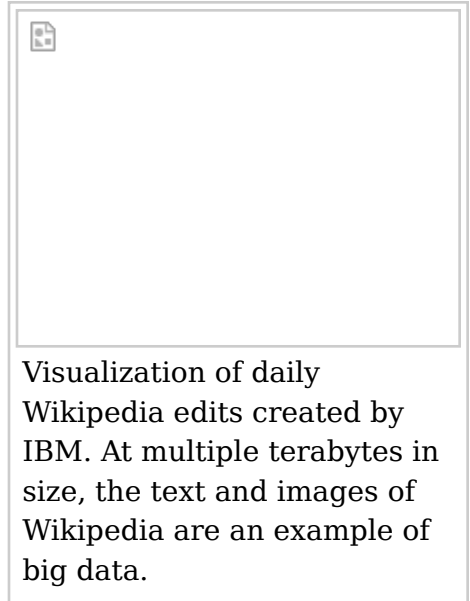 Visualization of daily
Wikipedia edits created by
IBM. At multiple terabytes in
size, the text and images of
Wikipedia are an example of
big data.